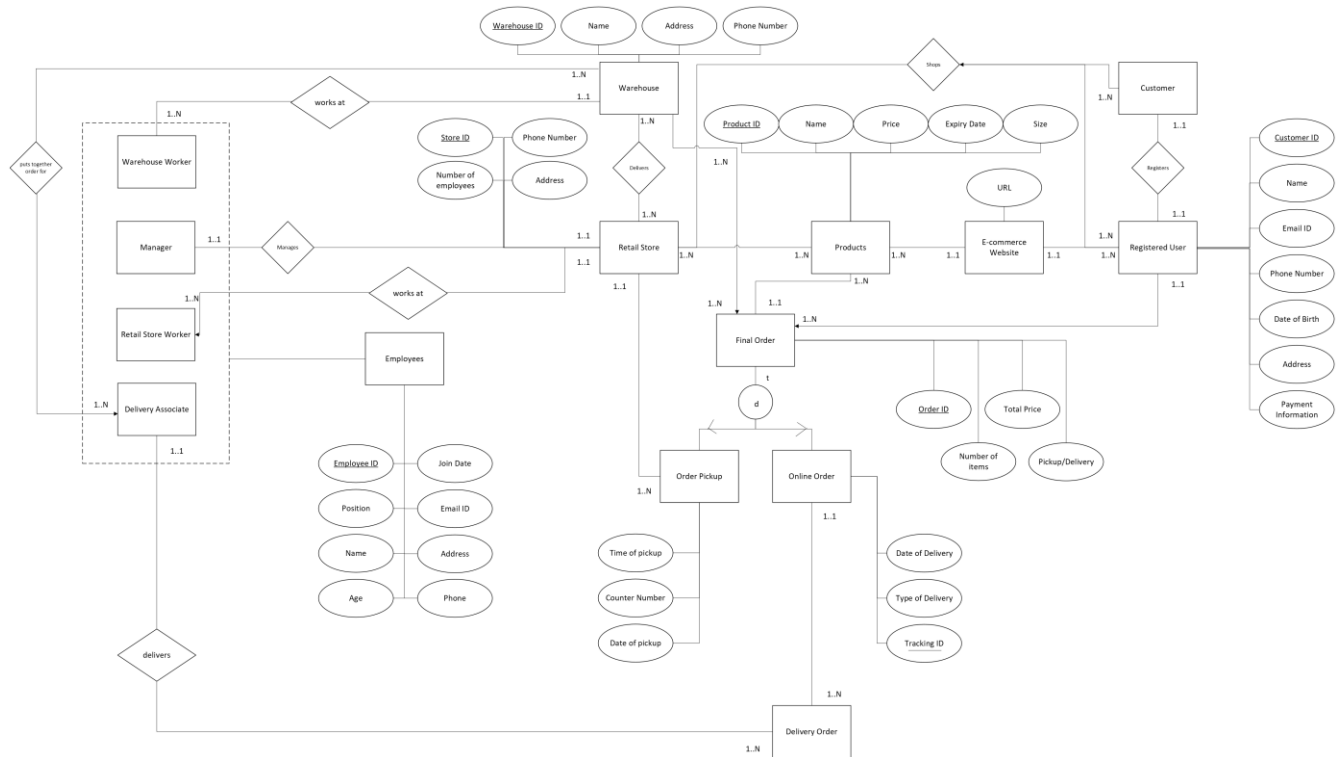 Warehouse ID
Name
Address
Phone Number
Shops
1..N
Warehouse
1..N
1..1
works at
Customer
1..N
1..N
1..N
1..N
Store ID
Phone Number
Product ID
Name
Price
Expiry Date
Size
1..1
Customer ID
puts together
order for
Warehouse Worker
Delivers
1..N
Registers
Number of
employees
Address
URL
Name
1..N
1..1
Manager
1..1
Manages
1..1
1..1
Retail Store
1..N
1..N
Products
1..N
1..1
E-commerce
Website
1..1
1..N
1..N
Registered User
Email ID
1..N
works at
1..1
1..N
1..1
Phone Number
1..N
1..1
1..N
Retail Store Worker
Final Order
Date of Birth
Employees
Address
t
1..N
Delivery Associate
d
Order ID
Total Price
Payment
Information
1..1
Employee ID
Join Date
Number of
items
Pickup/Delivery
Order Pickup
Online Order
1..N
1..1
Position
Email ID
Name
Address
Time of pickup
Date of Delivery
Age
Phone
Counter Number
Type of Delivery
Date of pickup
Tracking ID
delivers
1..N
Delivery Order
1..N